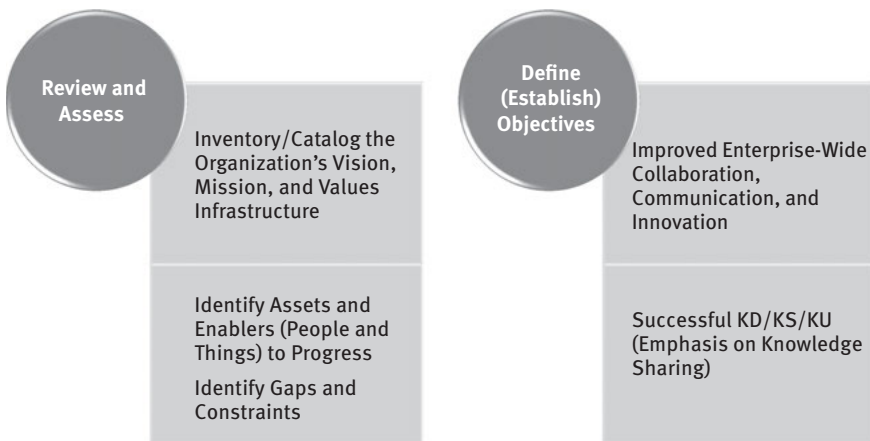 Review and
Assess
Inventory/Catalog the
Organization's Vision,
Mission, and Values
Infrastructure
Identify Assets and
Enablers (People and
Things) to Progress
Identify Gaps and
Constraints
Define
(Establish)
Objectives
Improved Enterprise-Wide
Collaboration,
Communication, and
Innovation
Successful KD/KS/KU
(Emphasis on Knowledge
Sharing)